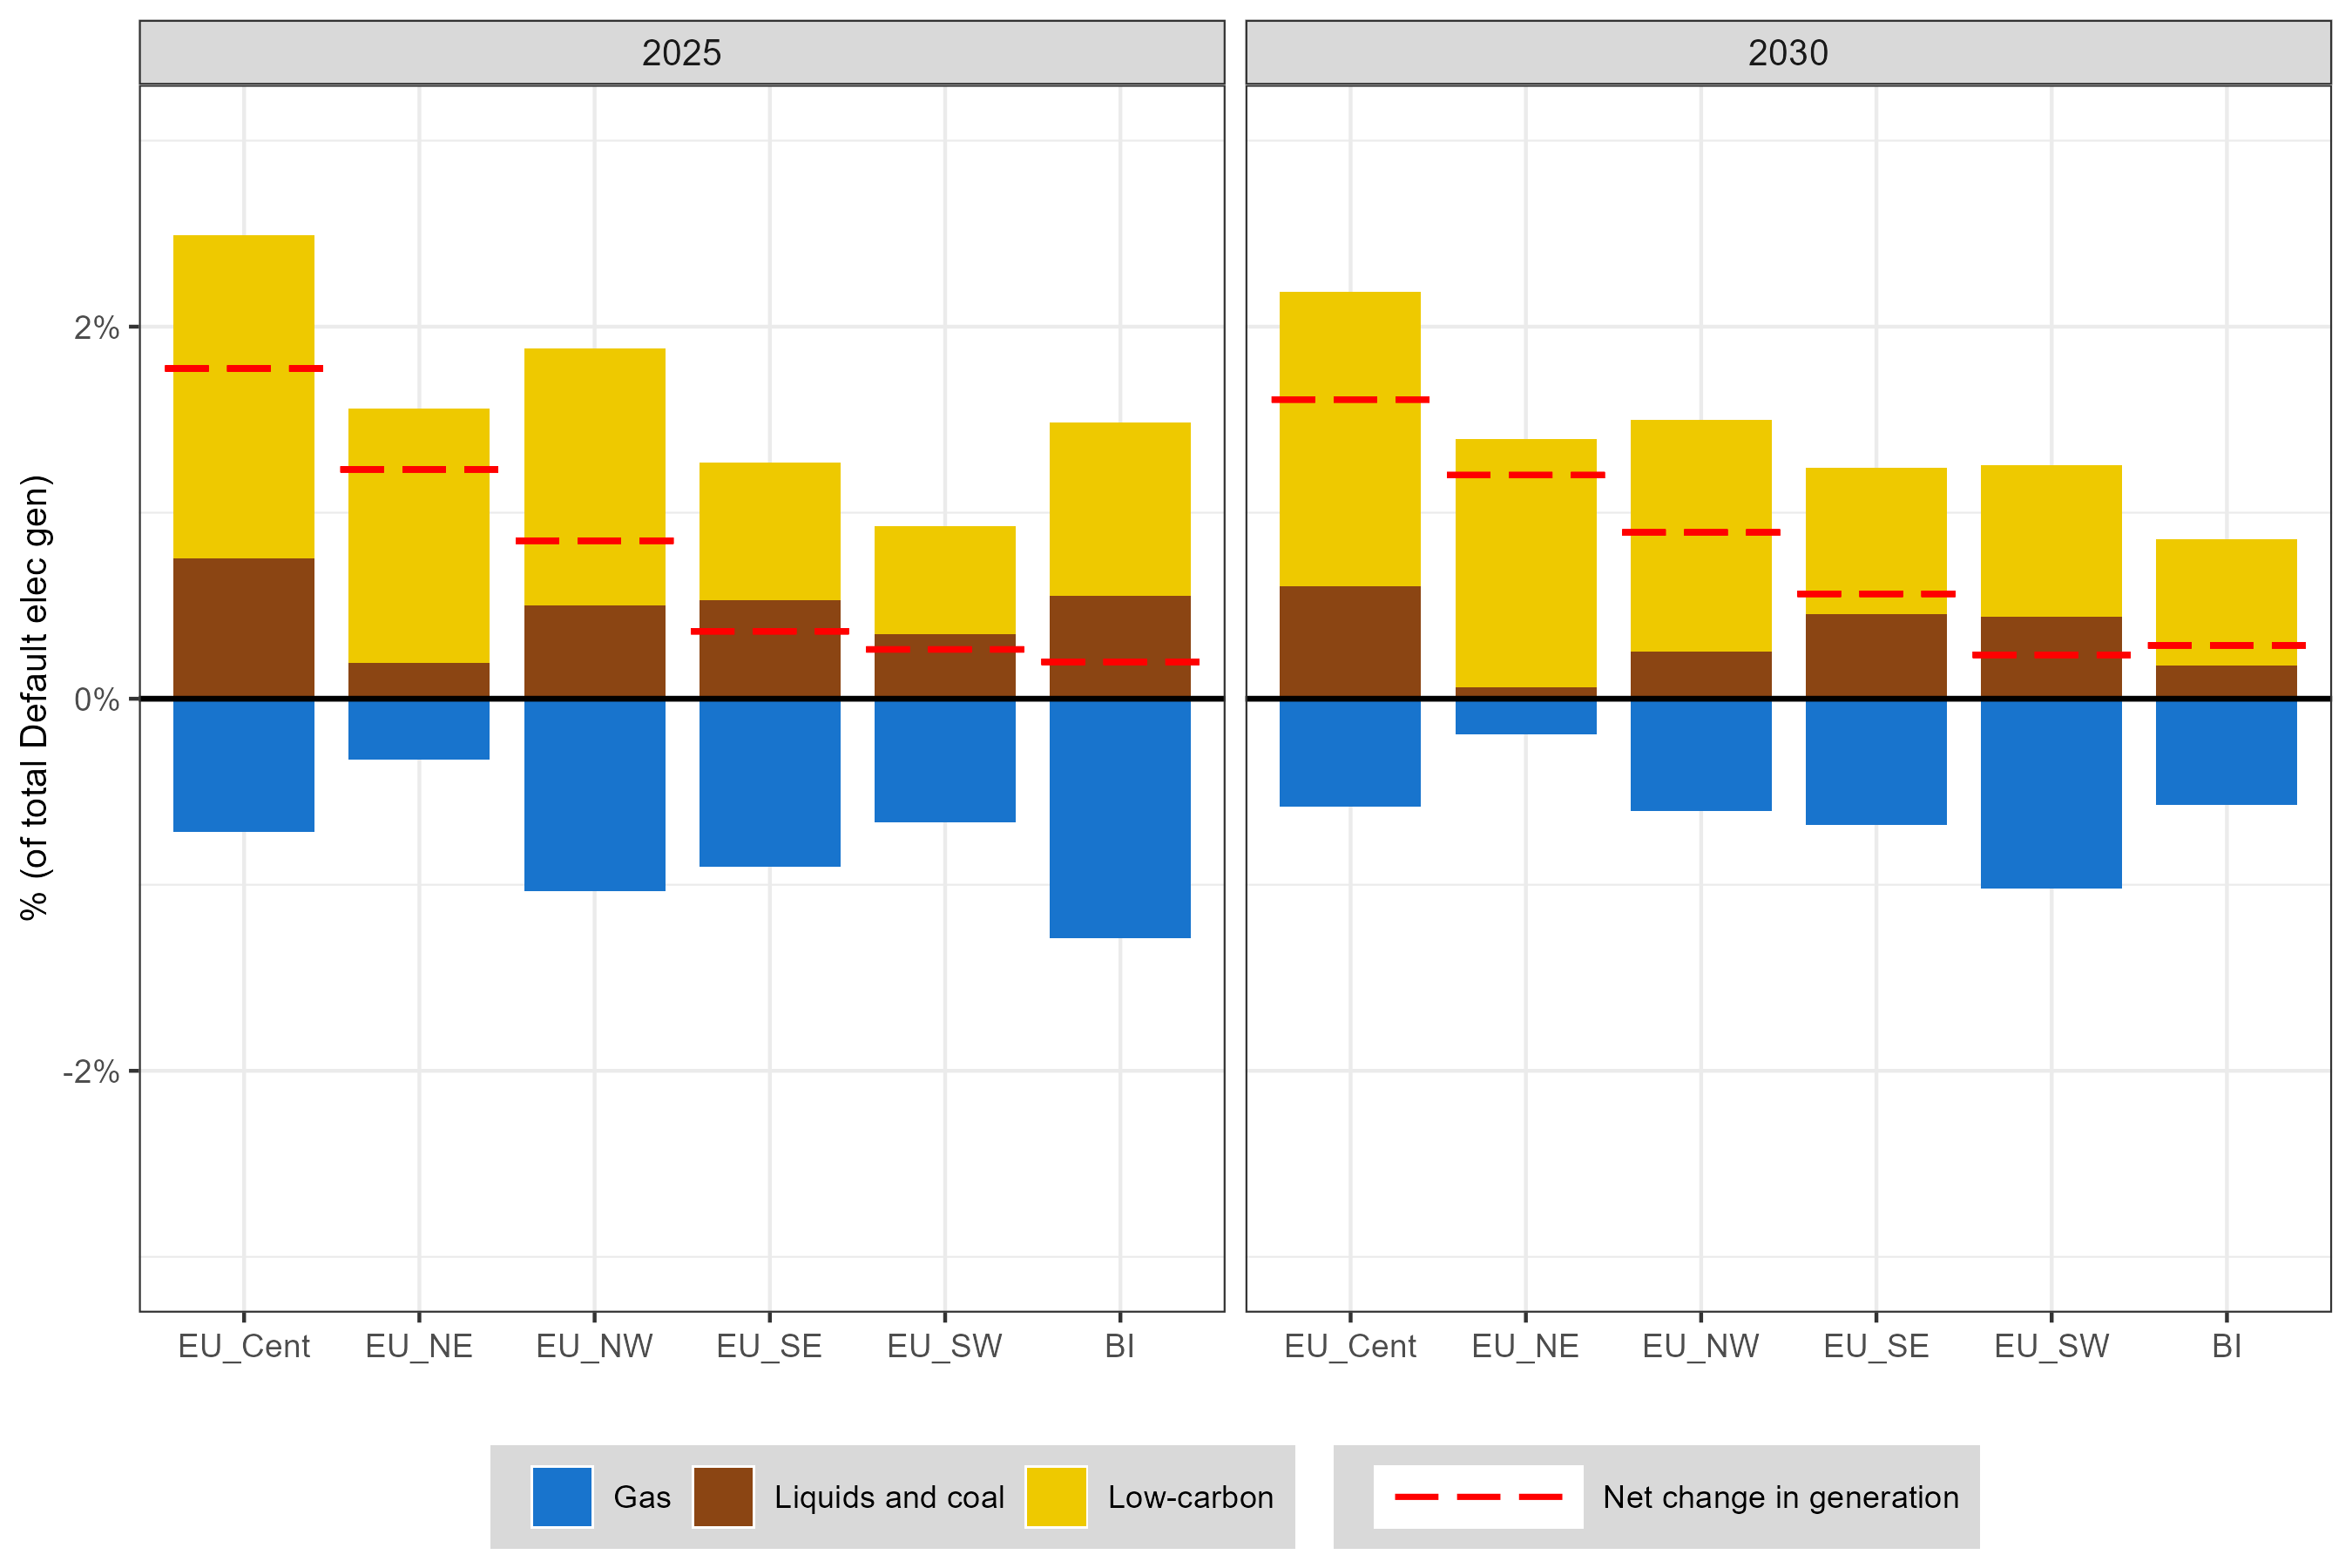 2025
2030
% (of total Default elec gen)
2%
0%
-2%
EU_Cent
EU_NE
EU_NW
EU_SE
EU_SW
BI
EU_Cent
EU_NE
EU_NW
EU_SE
EU_SW
BI
Gas
Liquids and coal
Low-carbon
Net change in generation